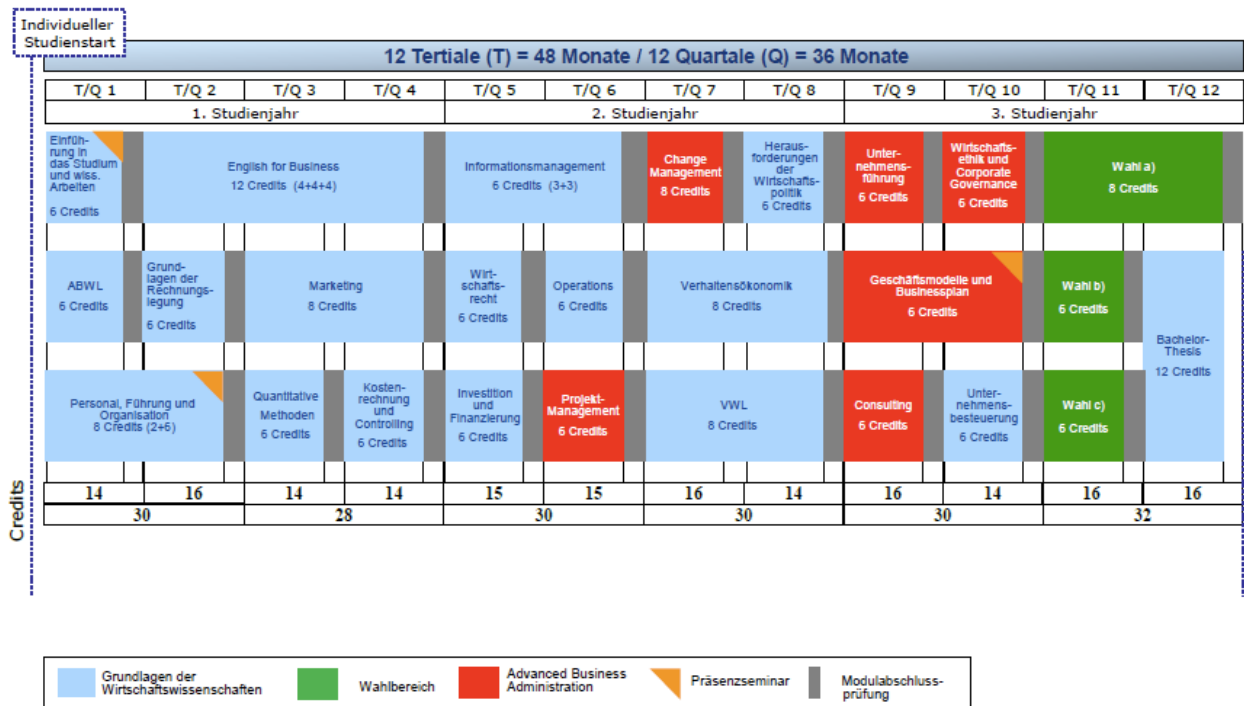 Individueller
Studienstart
12 Tertiale (T) = 48 Monate / 12 Quartale (Q) = 36 Monate
T/Q 1
T/Q 2
T/Q 3
T/Q 4
T/Q 5
T/Q 6
T/Q 7
T/Q 8
T/Q 9
T/Q 10
T/Q 11
T/Q 12
1. Studienjahr
2. Studienjahr
3. Studienjahr
Einfüh-
rung in
das Studium
und wiss.
Arbeiten
6 Credits
English for Business
12 Credits (4+4+4)
Informationsmanagement
6 Credits (3+3)
Change
Management
8 Credits
Heraus-
forderungen
der
Wirtschafts-
politik
6 Credits
Unter-
nehmens-
führung
6 Credits
Wirtschafts-
ethik und
Corporate
Governance
6 Credits
Wahl a)
8 Credits
ABWL
6 Credits
Grund-
lagen der
Rechnungs-
legung
6 Credits
Marketing
8 Credits
Wirt-
schafts-
recht
6 Credits
Operations
6 Credits
Verhaltensökonomik
8 Credits
Geschäftsmodelle und
Businessplan
6 Credits
Wahl b)
6 Credits
Bachelor-
Thesis
12 Credits
Personal, Führung und
Organisation
8 Credits (2+6)
Quantitative
Methoden
6 Credits
Kosten-
rechnung
und
Controlling
6 Credits
Investition
und
Finanzierung
6 Credits
Projekt-
Management
6 Credits
VWL
8 Credits
Consulting
6 Credits
Unter-
nehmens-
besteuerung
6 Credits
Wahl c)
6 Credits
Credits
14
16
14
14
15
15
16
14
16
14
16
16
30
28
30
30
30
32
Grundlagen der
Wirtschaftswissenschaften
Wahlbereich
Advanced Business
Administration
Präsenzseminar
Modulabschluss-
prüfung